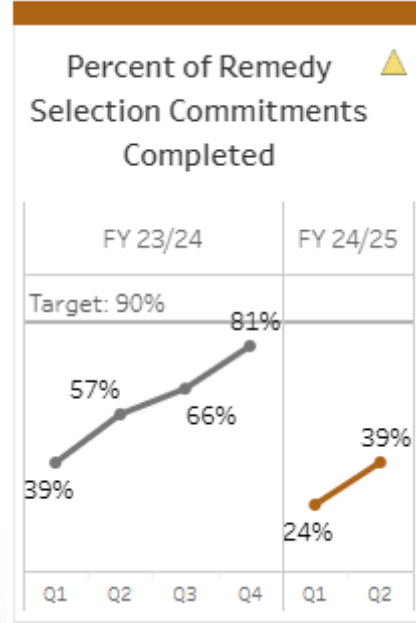 Percent of Remedy
Selection Commitments
Completed
FY 23/24
FY 24/25
Target: 90%
81%
57%
66%
39%
39%
24%
Q1
Q2
Q3
Q4
Q1
Q2